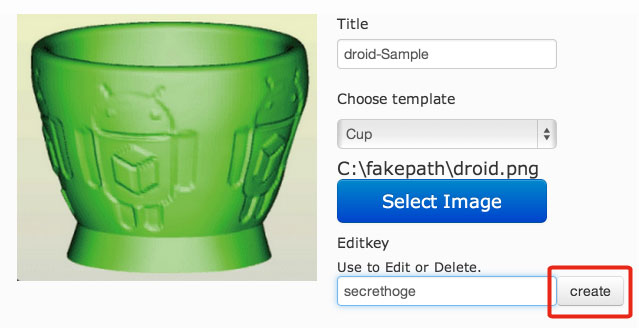 Title
droid-Sample
Choose template
Cup
C:\fakepath\droid.png
Select Image
Editkey
Use to Edit or Delete.
secrethoge
create